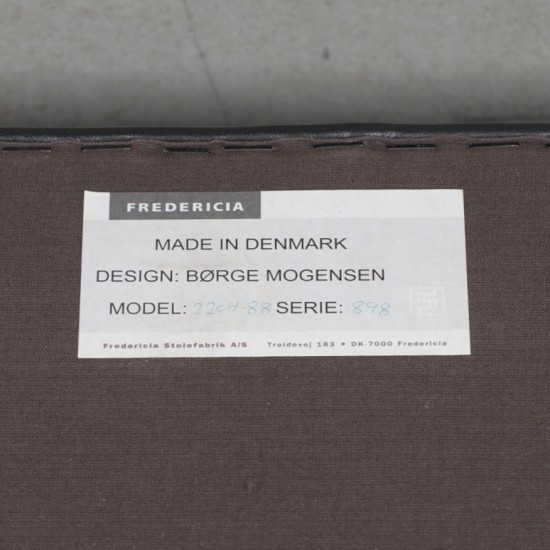 FREDERICIA
MADE IN DENMARK
DESIGN: BØRGE MOGENSEN
MODEL: 2204-88 SERIE: 898
Fredericia Stolefabrik A/S Treldevej 183 • DK-7000 Fredericia